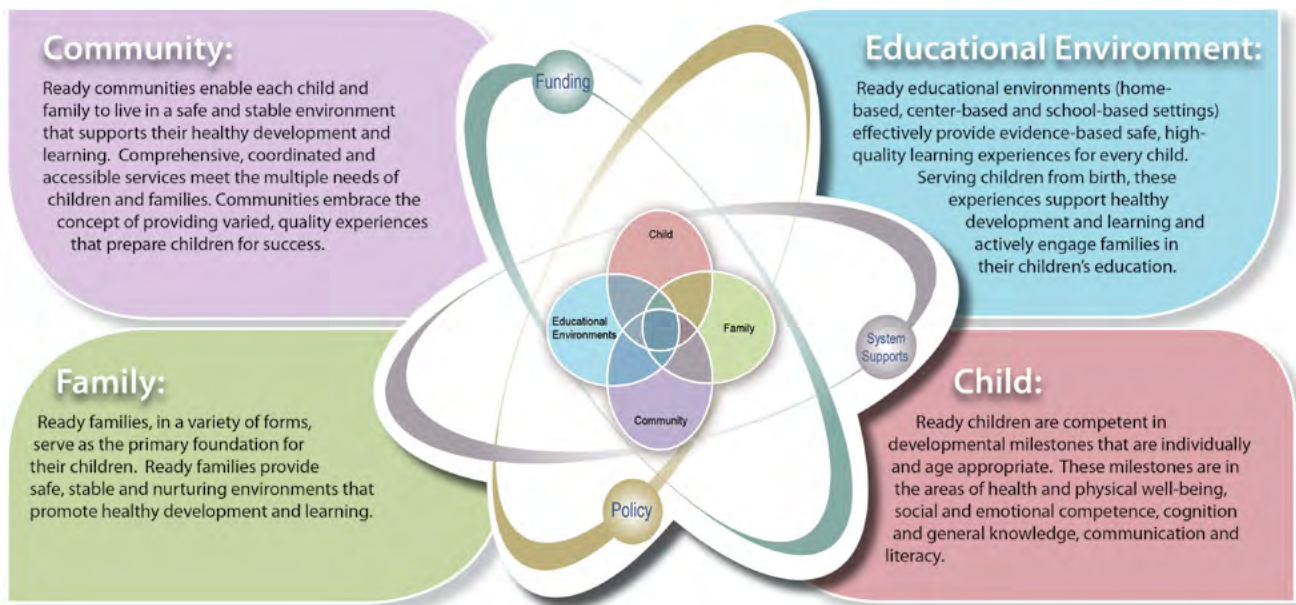 Community:
Ready communities enable each child and
family to live in a safe and stable environment
that supports their healthy development and
learning. Comprehensive, coordinated and
accessible services meet the multiple needs of
children and families. Communities embrace the
concept of providing varied, quality experiences
that prepare children for success.
Educational Environment:
Ready educational environments (home-
based, center-based and school-based settings)
effectively provide evidence-based safe, high-
quality learning experiences for every child.
Serving children from birth, these
experiences support healthy
development and learning and
actively engage families in
their children's education.
Funding
Child
Educational
Environments
Family
Community
System
Supports
Policy
Family:
Ready families, in a variety of forms,
serve as the primary foundation for
their children. Ready families provide
safe, stable and nurturing environments that
promote healthy development and learning.
Child:
Ready children are competent in
developmental milestones that are individually
and age appropriate. These milestones are in
the areas of health and physical well-being,
social and emotional competence, cognition
and general knowledge, communication and
literacy.